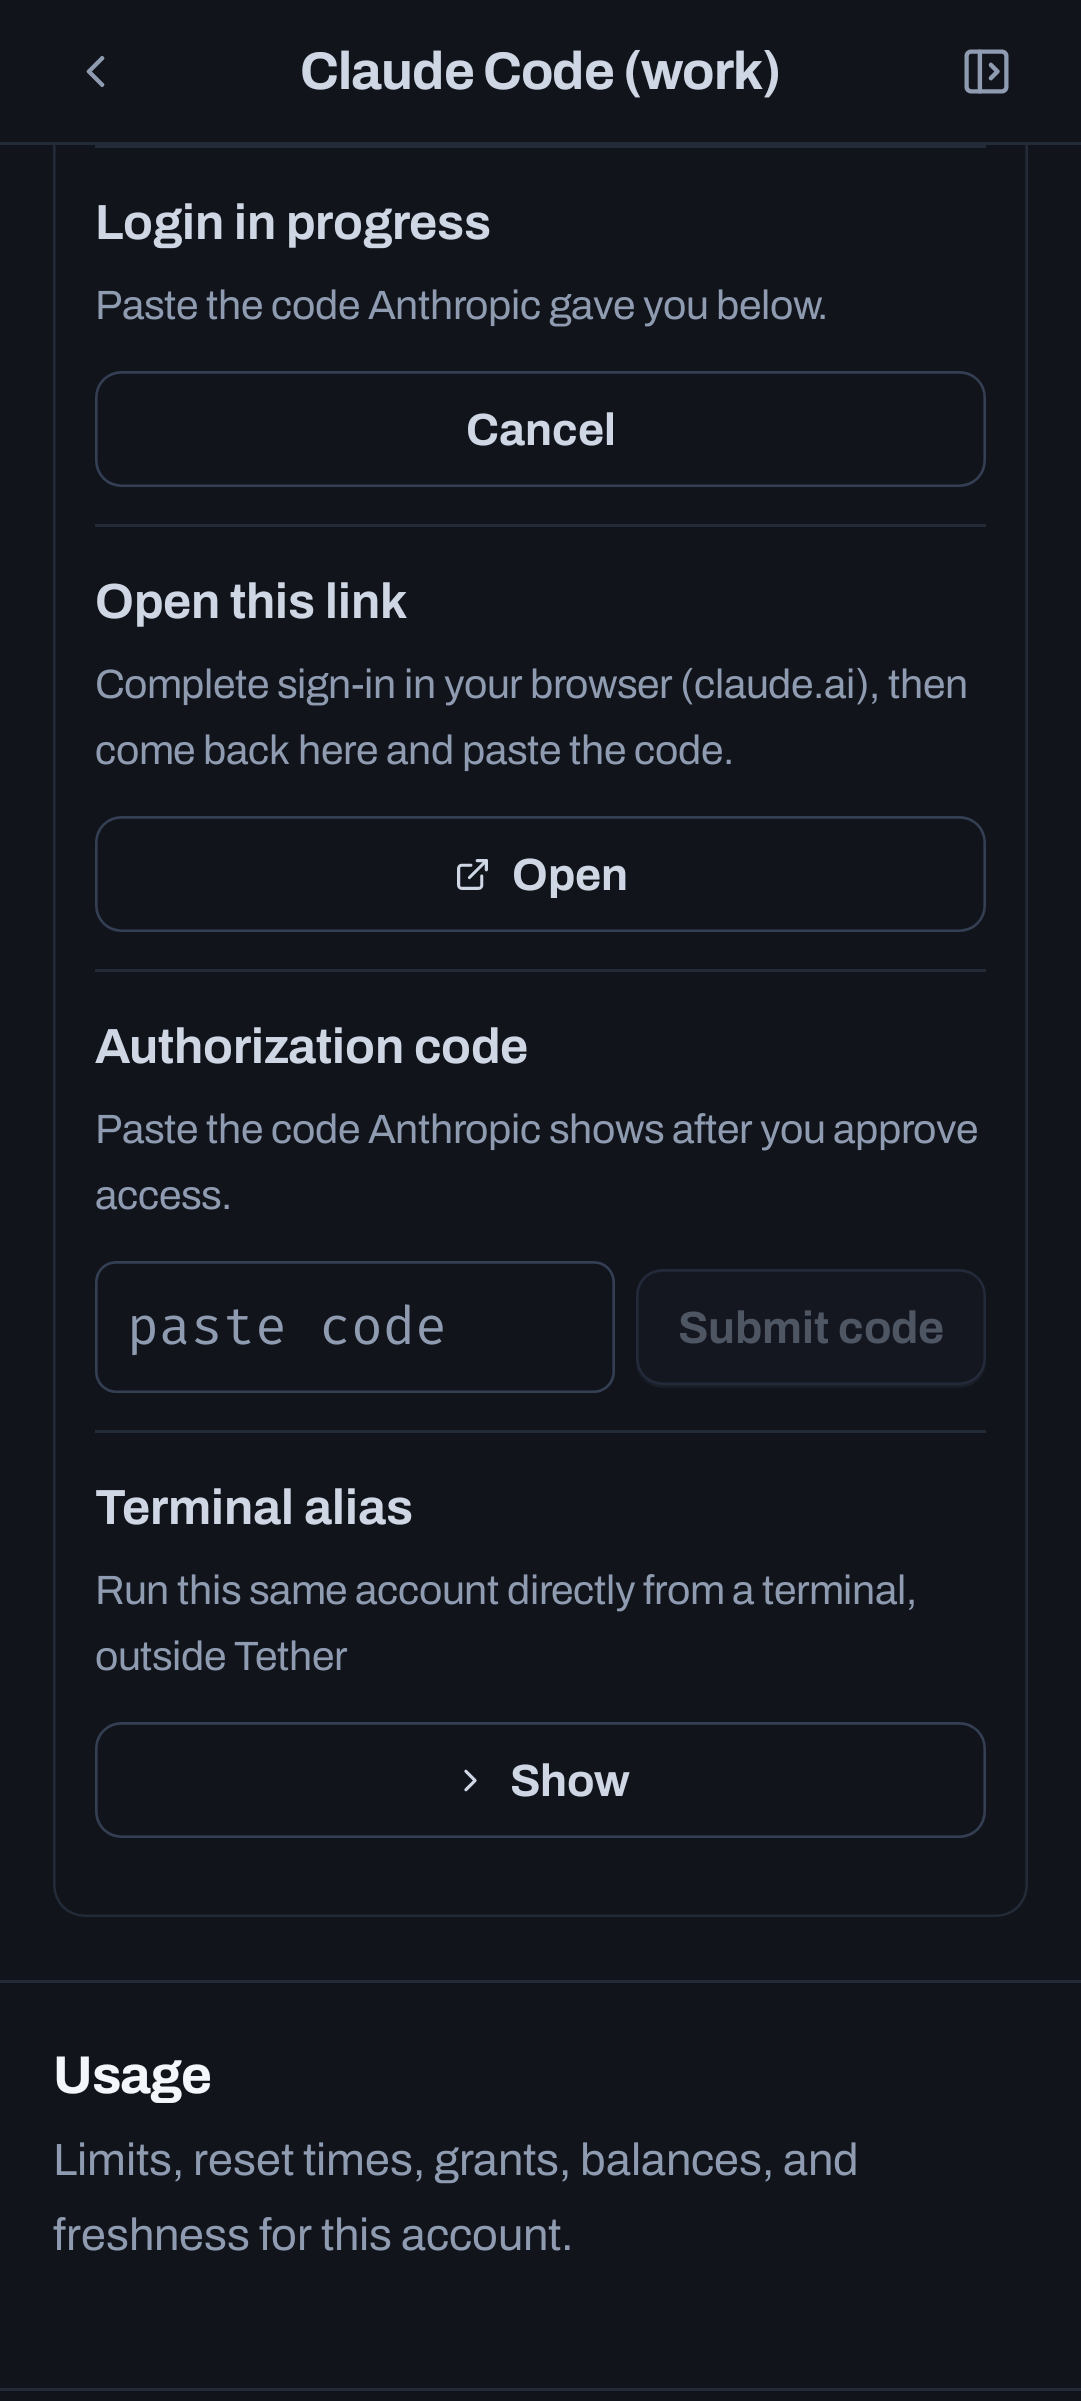 Claude Code (work)
Login in progress
Paste the code Anthropic gave you below.
Cancel
Open this link
Complete sign-in in your browser (claude.ai), then
come back here and paste the code.
Open
Authorization code
Paste the code Anthropic shows after you approve
access.
paste code
Submit code
Terminal alias
Run this same account directly from a terminal,
outside Tether
Show
Usage
Limits, reset times, grants, balances, and
freshness for this account.